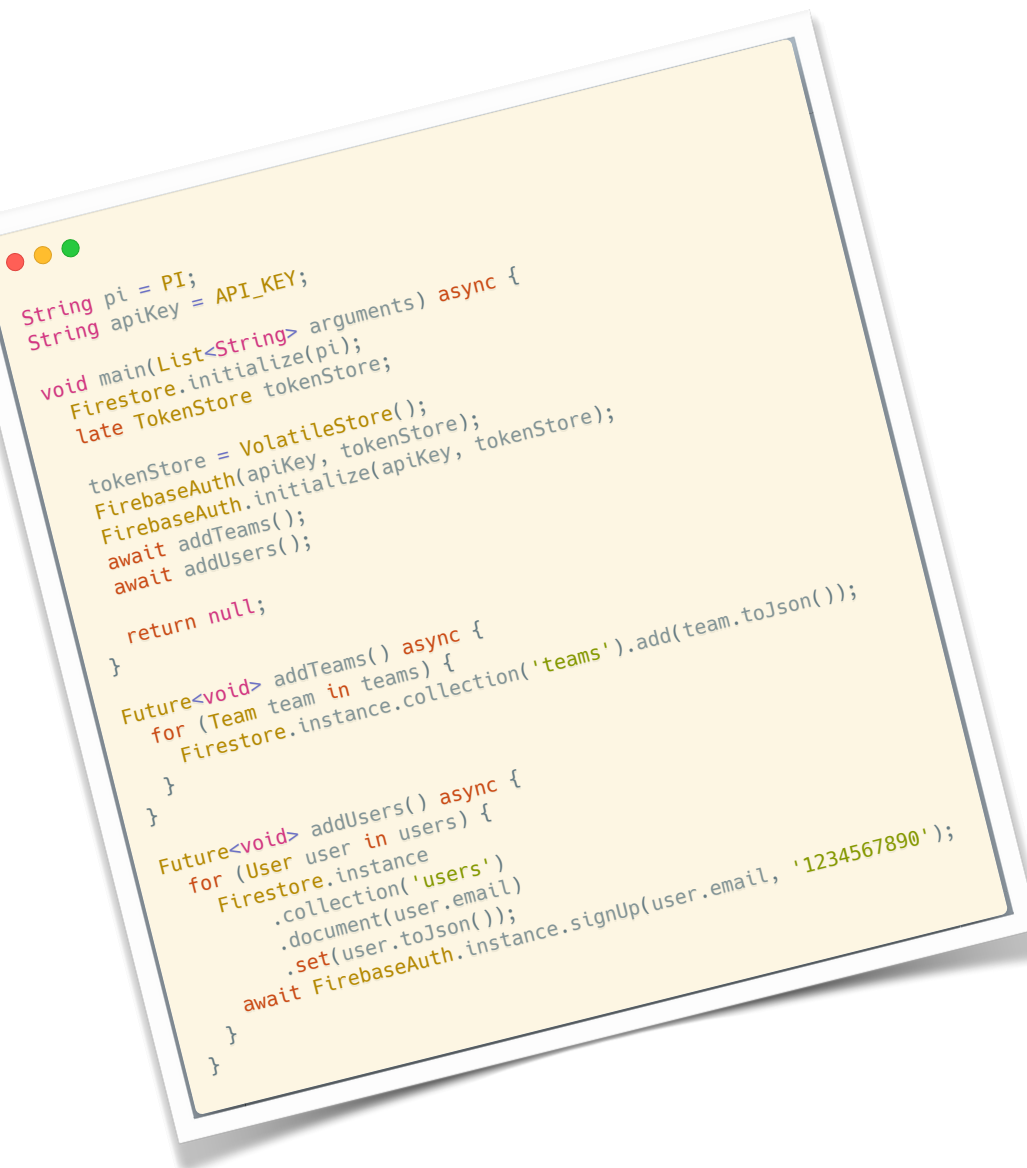 String pi = PI;
String apiKey = API_KEY;

void main(List<String> arguments) async {
  Firestore.initialize(pi);
  late TokenStore tokenStore;

  tokenStore = VolatileStore();
  FirebaseAuth(apiKey, tokenStore);
  FirebaseAuth.initialize(apiKey, tokenStore);
  await addTeams();
  await addUsers();

  return null;
}

Future<void> addTeams() async {
  for (Team team in teams) {
    Firestore.instance.collection('teams').add(team.toJson());
  }
}

Future<void> addUsers() async {
  for (User user in users) {
    Firestore.instance
        .collection('users')
        .document(user.email)
        .set(user.toJson());
    await FirebaseAuth.instance.signUp(user.email, '1234567890');
  }
}